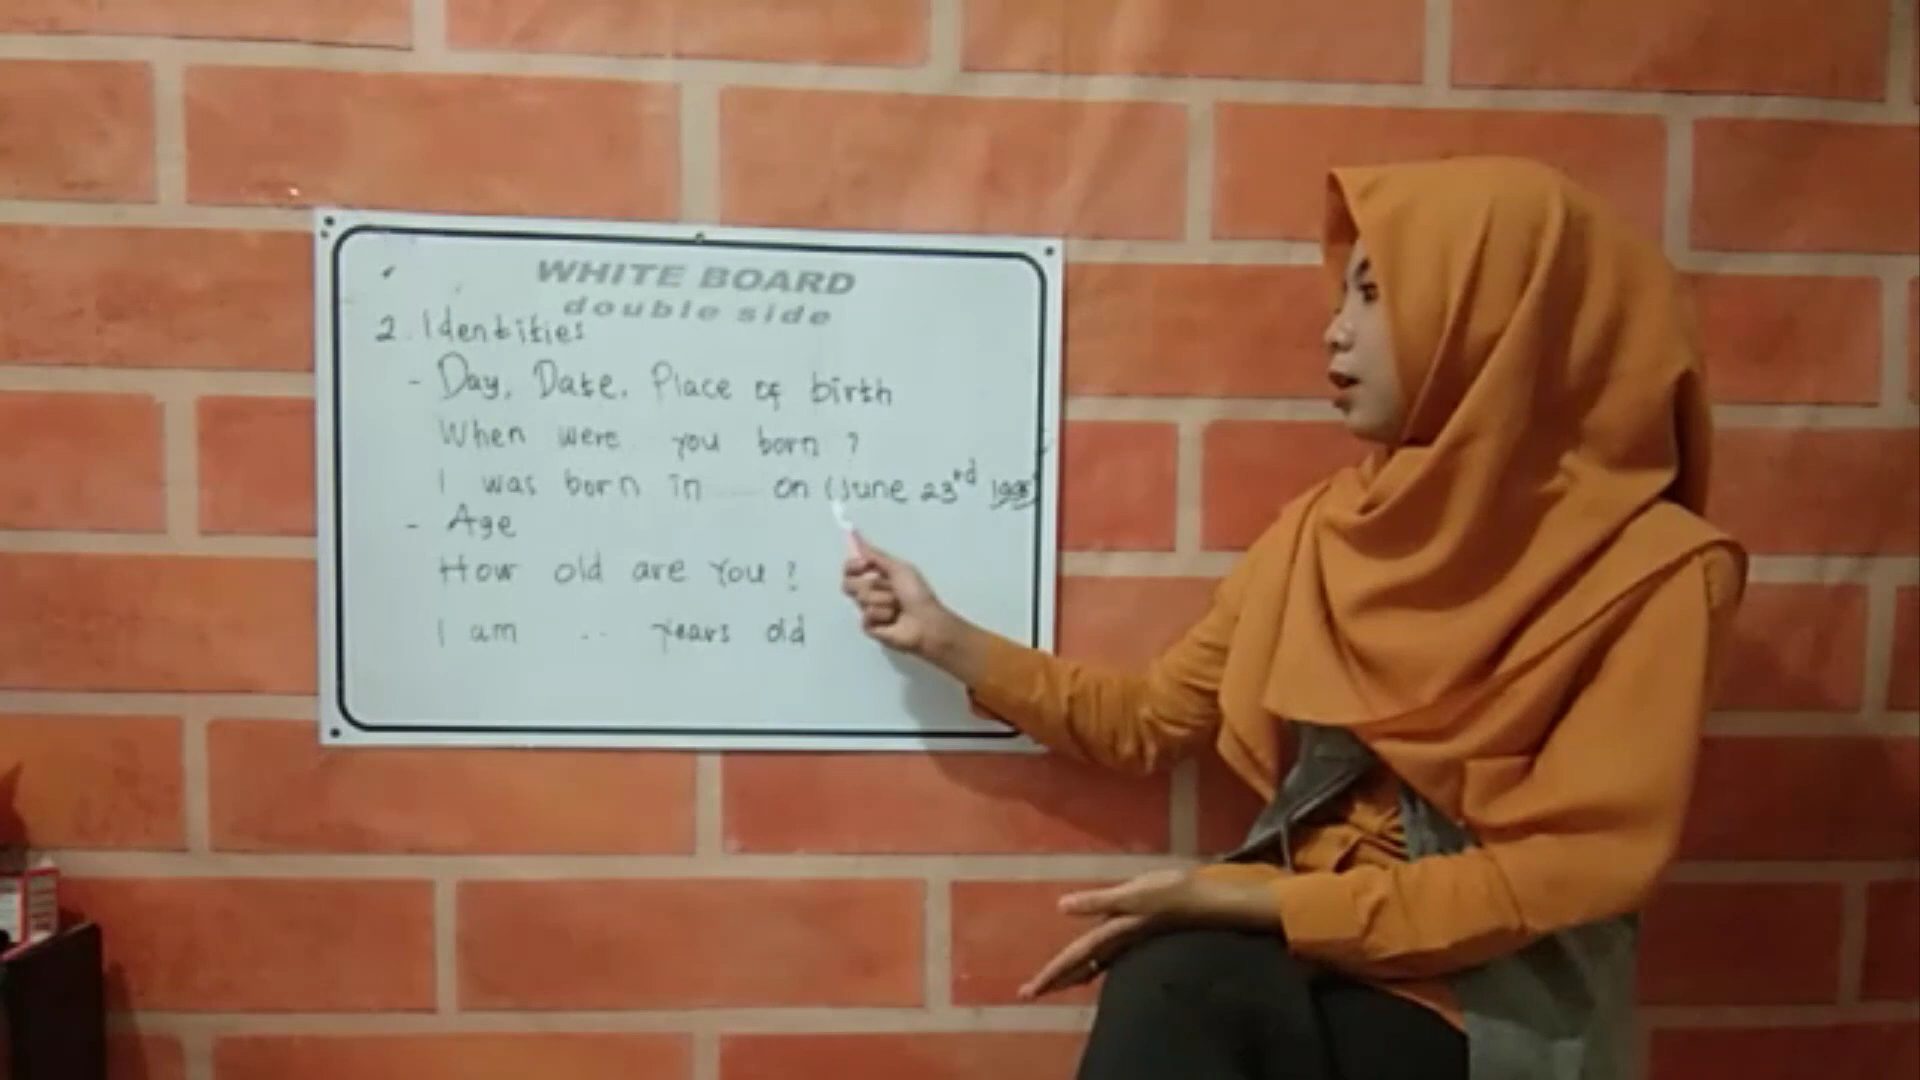 WHITE BOARD
double side
2. Identities
- Day, Date, Place of birth
When were you born ?
I was born in .... on (June 23rd
- Age
How old are you ?
I am .. years old